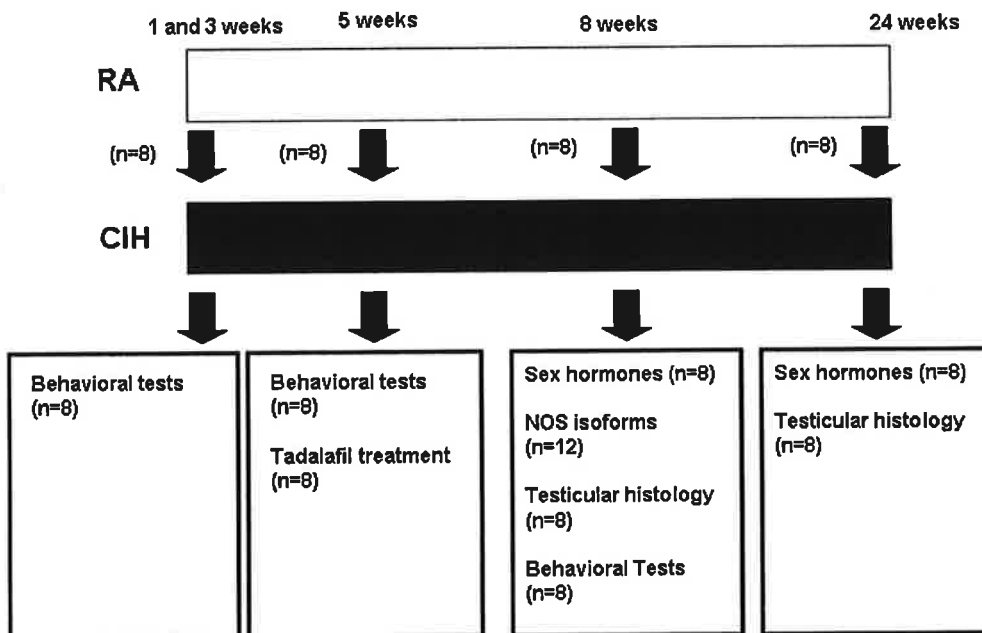 1 and 3 weeks
5 weeks
8 weeks
24 weeks
RA
(n=8)
(n=8)
(n=8)
(n=8)
CIH
Behavioral tests
(n=8)
Behavioral tests
(n=8)
Tadalafil treatment
(n=8)
Sex hormones (n=8)
NOS isoforms
(n=12)
Testicular histology
(n=8)
Behavioral Tests
(n=8)
Sex hormones (n=8)
Testicular histology
(n=8)